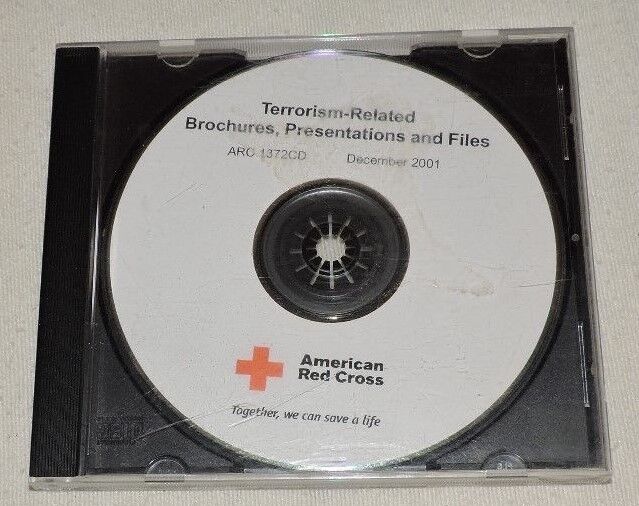 Terrorism-Related
Brochures, Presentations and Files
ARC 1372CD December 2001
American
Red Cross
Together, we can save a life